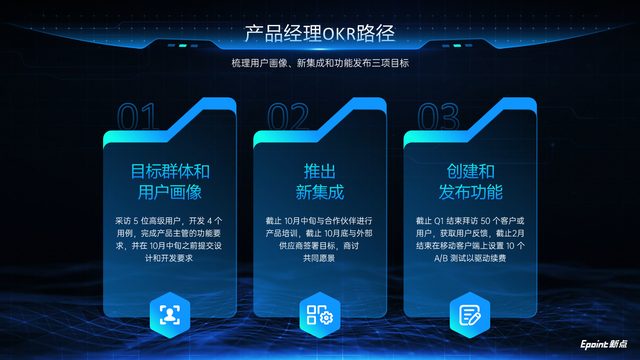 产品经理OKR路径
梳理用户画像、新集成和功能发布三项目标
01
目标群体和
用户画像
采访 5 位高级用户，开发 4 个
用例，完成产品主管的功能要
求，并在 10月中旬之前提交设
计和开发要求
02
推出
新集成
截止 10月中旬与合作伙伴进行
产品培训，截止 10月底与外部
供应商签署目标，商讨
共同愿景
03
创建和
发布功能
截止 Q1 结束拜访 50 个客户或
用户，获取用户反馈，截止2月
结束在移动客户端上设置 10 个
A/B 测试以驱动续费
Epoint 新点